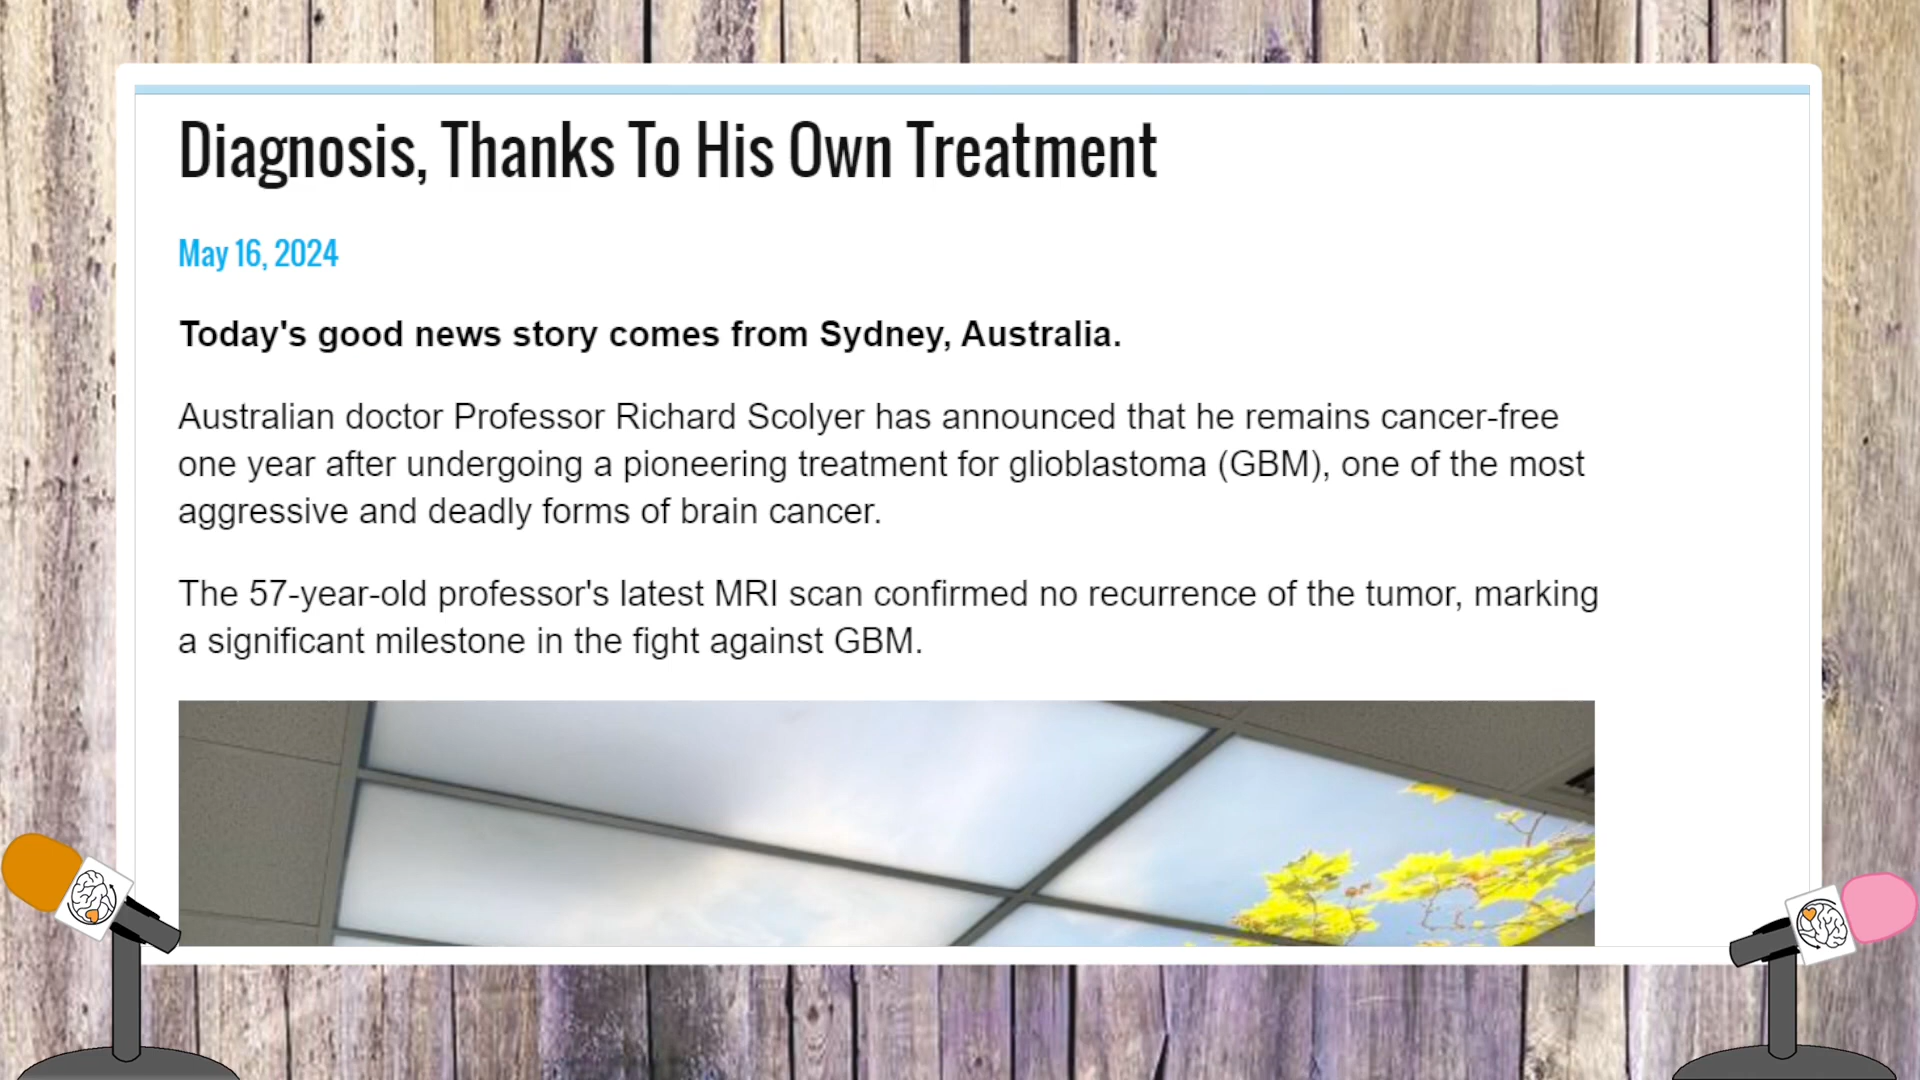 Diagnosis, Thanks To His Own Treatment
May 16, 2024
Today's good news story comes from Sydney, Australia.
Australian doctor Professor Richard Scolyer has announced that he remains cancer-free
one year after undergoing a pioneering treatment for glioblastoma (GBM), one of the most
aggressive and deadly forms of brain cancer.
The 57-year-old professor's latest MRI scan confirmed no recurrence of the tumor, marking
a significant milestone in the fight against GBM.